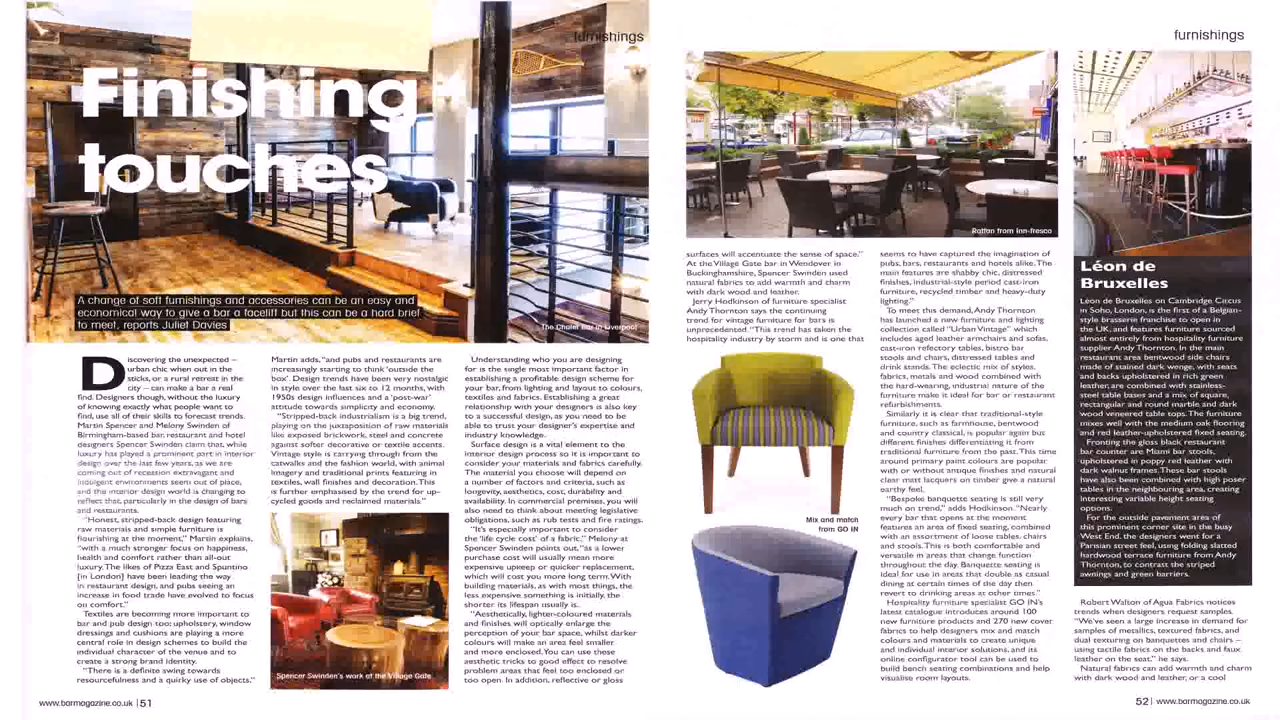 furnishings
Finishing
touches
A change of soft furnishings and accessories can be an easy and
economical way to give a bar a facelift but this can be a hard brief
to meet, reports Juliet Davies
The Chalet Bar in Liverpool
Discovering the unexpected –
urban chic when out in the
sticks, or a rural retreat in the
city – can make a bar a real
find. Designers though, without the luxury
of knowing exactly what people want to
find, use all of their skills to forecast trends.
Martin Spencer and Melony Swinden of
Birmingham-based bar, restaurant and hotel
designers Spencer Swinden claim that, while
luxury has played a prominent part in interior
design over the last few years, as we are
coming out of recession extravagant and
indulgent environments seem out of place,
and the interior design world is changing to
reflect that, particularly in the design of bars
and restaurants.
"Honest, stripped-back design featuring
raw materials and simple furniture is
flourishing at the moment," Martin explains,
"with a much stronger focus on happiness,
health and comfort rather than all-out
luxury. The likes of Pizza East and Spuntino
[in London] have been leading the way
in restaurant design, and pubs seeing an
increase in food trade have evolved to focus
on comfort."
Textiles are becoming more important to
bar and pub design too: upholstery, window
dressings and cushions are playing a more
central role in design schemes to build the
individual character of the venue and to
create a strong brand identity.
"There is a definite swing towards
resourcefulness and a quirky use of objects,"
Martin adds, "and pubs and restaurants are
increasingly starting to think 'outside the
box'. Design trends have been very nostalgic
in style over the last six to 12 months, with
1950s design influences and a 'post-war'
attitude towards simplicity and economy.
"Stripped-back industrialism is a big trend,
playing on the juxtaposition of raw materials
like exposed brickwork, steel and concrete
against softer decorative or textile accents.
Vintage style is carrying through from the
catwalks and the fashion world, with animal
imagery and traditional prints featuring in
textiles, wall finishes and decoration. This
is further emphasised by the trend for up-
cycled goods and reclaimed materials."
Spencer Swinden's work at the Village Gate
Understanding who you are designing
for is the single most important factor in
establishing a profitable design scheme for
your bar, from lighting and layout to colours,
textiles and fabrics. Establishing a great
relationship with your designers is also key
to a successful design, as you need to be
able to trust your designer's expertise and
industry knowledge.
Surface design is a vital element to the
interior design process so it is important to
consider your materials and fabrics carefully.
The material you choose will depend on
a number of factors and criteria, such as
longevity, aesthetics, cost, durability and
availability. In commercial premises, you will
also need to think about meeting legislative
obligations, such as rub tests and fire ratings.
"It's especially important to consider
the 'life cycle cost' of a fabric," Melony at
Spencer Swinden points out, "as a lower
purchase cost will usually mean more
expensive upkeep or quicker replacement,
which will cost you more long term. With
building materials, as with most things, the
less expensive something is initially, the
shorter its lifespan usually is.
"Aesthetically, lighter-coloured materials
and finishes will optically enlarge the
perception of your bar space, whilst darker
colours will make an area feel smaller
and more enclosed. You can use these
aesthetic tricks to good effect to resolve
problem areas that feel too enclosed or
too open. In addition, reflective or gloss
www.barmagazine.co.uk | 51
furnishings
Rattan from Inn-fresco
surfaces will accentuate the sense of space."
At the Village Gate bar in Wendover in
Buckinghamshire, Spencer Swinden used
natural fabrics to add warmth and charm
with dark wood and leather.
Jerry Hodkinson of furniture specialist
Andy Thornton says the continuing
trend for vintage furniture for bars is
unprecedented. "This trend has taken the
hospitality industry by storm and is one that
Mix and match
from GO IN
seems to have captured the imagination of
pubs, bars, restaurants and hotels alike. The
main features are shabby chic, distressed
finishes, industrial-style period cast-iron
furniture, recycled timber and heavy-duty
lighting."
To meet this demand, Andy Thornton
has launched a new furniture and lighting
collection called "Urban Vintage" which
includes aged leather armchairs and sofas,
cast-iron refectory tables, bistro bar
stools and chairs, distressed tables and
drink stands. The eclectic mix of styles,
fabrics, metals and wood combined with
the hard-wearing, industrial nature of the
furniture make it ideal for bar or restaurant
refurbishments.
Similarly it is clear that traditional-style
furniture, such as farmhouse, bentwood
and country classical, is popular again but
different finishes differentiating it from
traditional furniture from the past. This time
around primary paint colours are popular
with or without antique finishes and natural
clear matt lacquers on timber give a natural
earthy feel.
"Bespoke banquette seating is still very
much on trend," adds Hodkinson. "Nearly
every bar that opens at the moment
features an area of fixed seating, combined
with an assortment of loose tables, chairs
and stools. This is both comfortable and
versatile in areas that change function
throughout the day. Banquette seating is
ideal for use in areas that double as casual
dining at certain times of the day then
revert to drinking areas at other times."
Hospitality furniture specialist GO IN's
latest catalogue introduces around 100
new furniture products and 270 new cover
fabrics to help designers mix and match
colours and materials to create unique
and individual interior solutions, and its
online configurator tool can be used to
build bench seating combinations and help
visualise room layouts.
Léon de
Bruxelles
Léon de Bruxelles on Cambridge Circus
in Soho, London, is the first of a Belgian-
style brasserie franchise to open in
the UK, and features furniture sourced
almost entirely from hospitality furniture
supplier Andy Thornton. In the main
restaurant area bentwood side chairs
made of stained dark wenge, with seats
and backs upholstered in rich green
leather, are combined with stainless-
steel table bases and a mix of square,
rectangular and round marble and dark
wood veneered table tops. The furniture
mixes well with the medium oak flooring
and red leather-upholstered fixed seating.
Fronting the gloss black restaurant
bar counter are Miami bar stools,
upholstered in poppy red leather with
dark walnut frames. These bar stools
have also been combined with high poser
tables in the neighbouring area, creating
interesting variable height seating
options.
For the outside pavement area of
this prominent corner site in the busy
West End, the designers went for a
Parisian street feel, using folding slatted
hardwood terrace furniture from Andy
Thornton, to contrast the striped
awnings and green barriers.
Robert Walton of Agua Fabrics notices
trends when designers request samples.
"We've seen a large increase in demand for
samples of metallics, textured fabrics, and
dual texturing on banquettes and chairs –
using tactile fabrics on the backs and faux
leather on the seat," he says.
Natural fabrics can add warmth and charm
with dark wood and leather, or a cool
52 | www.barmagazine.co.uk